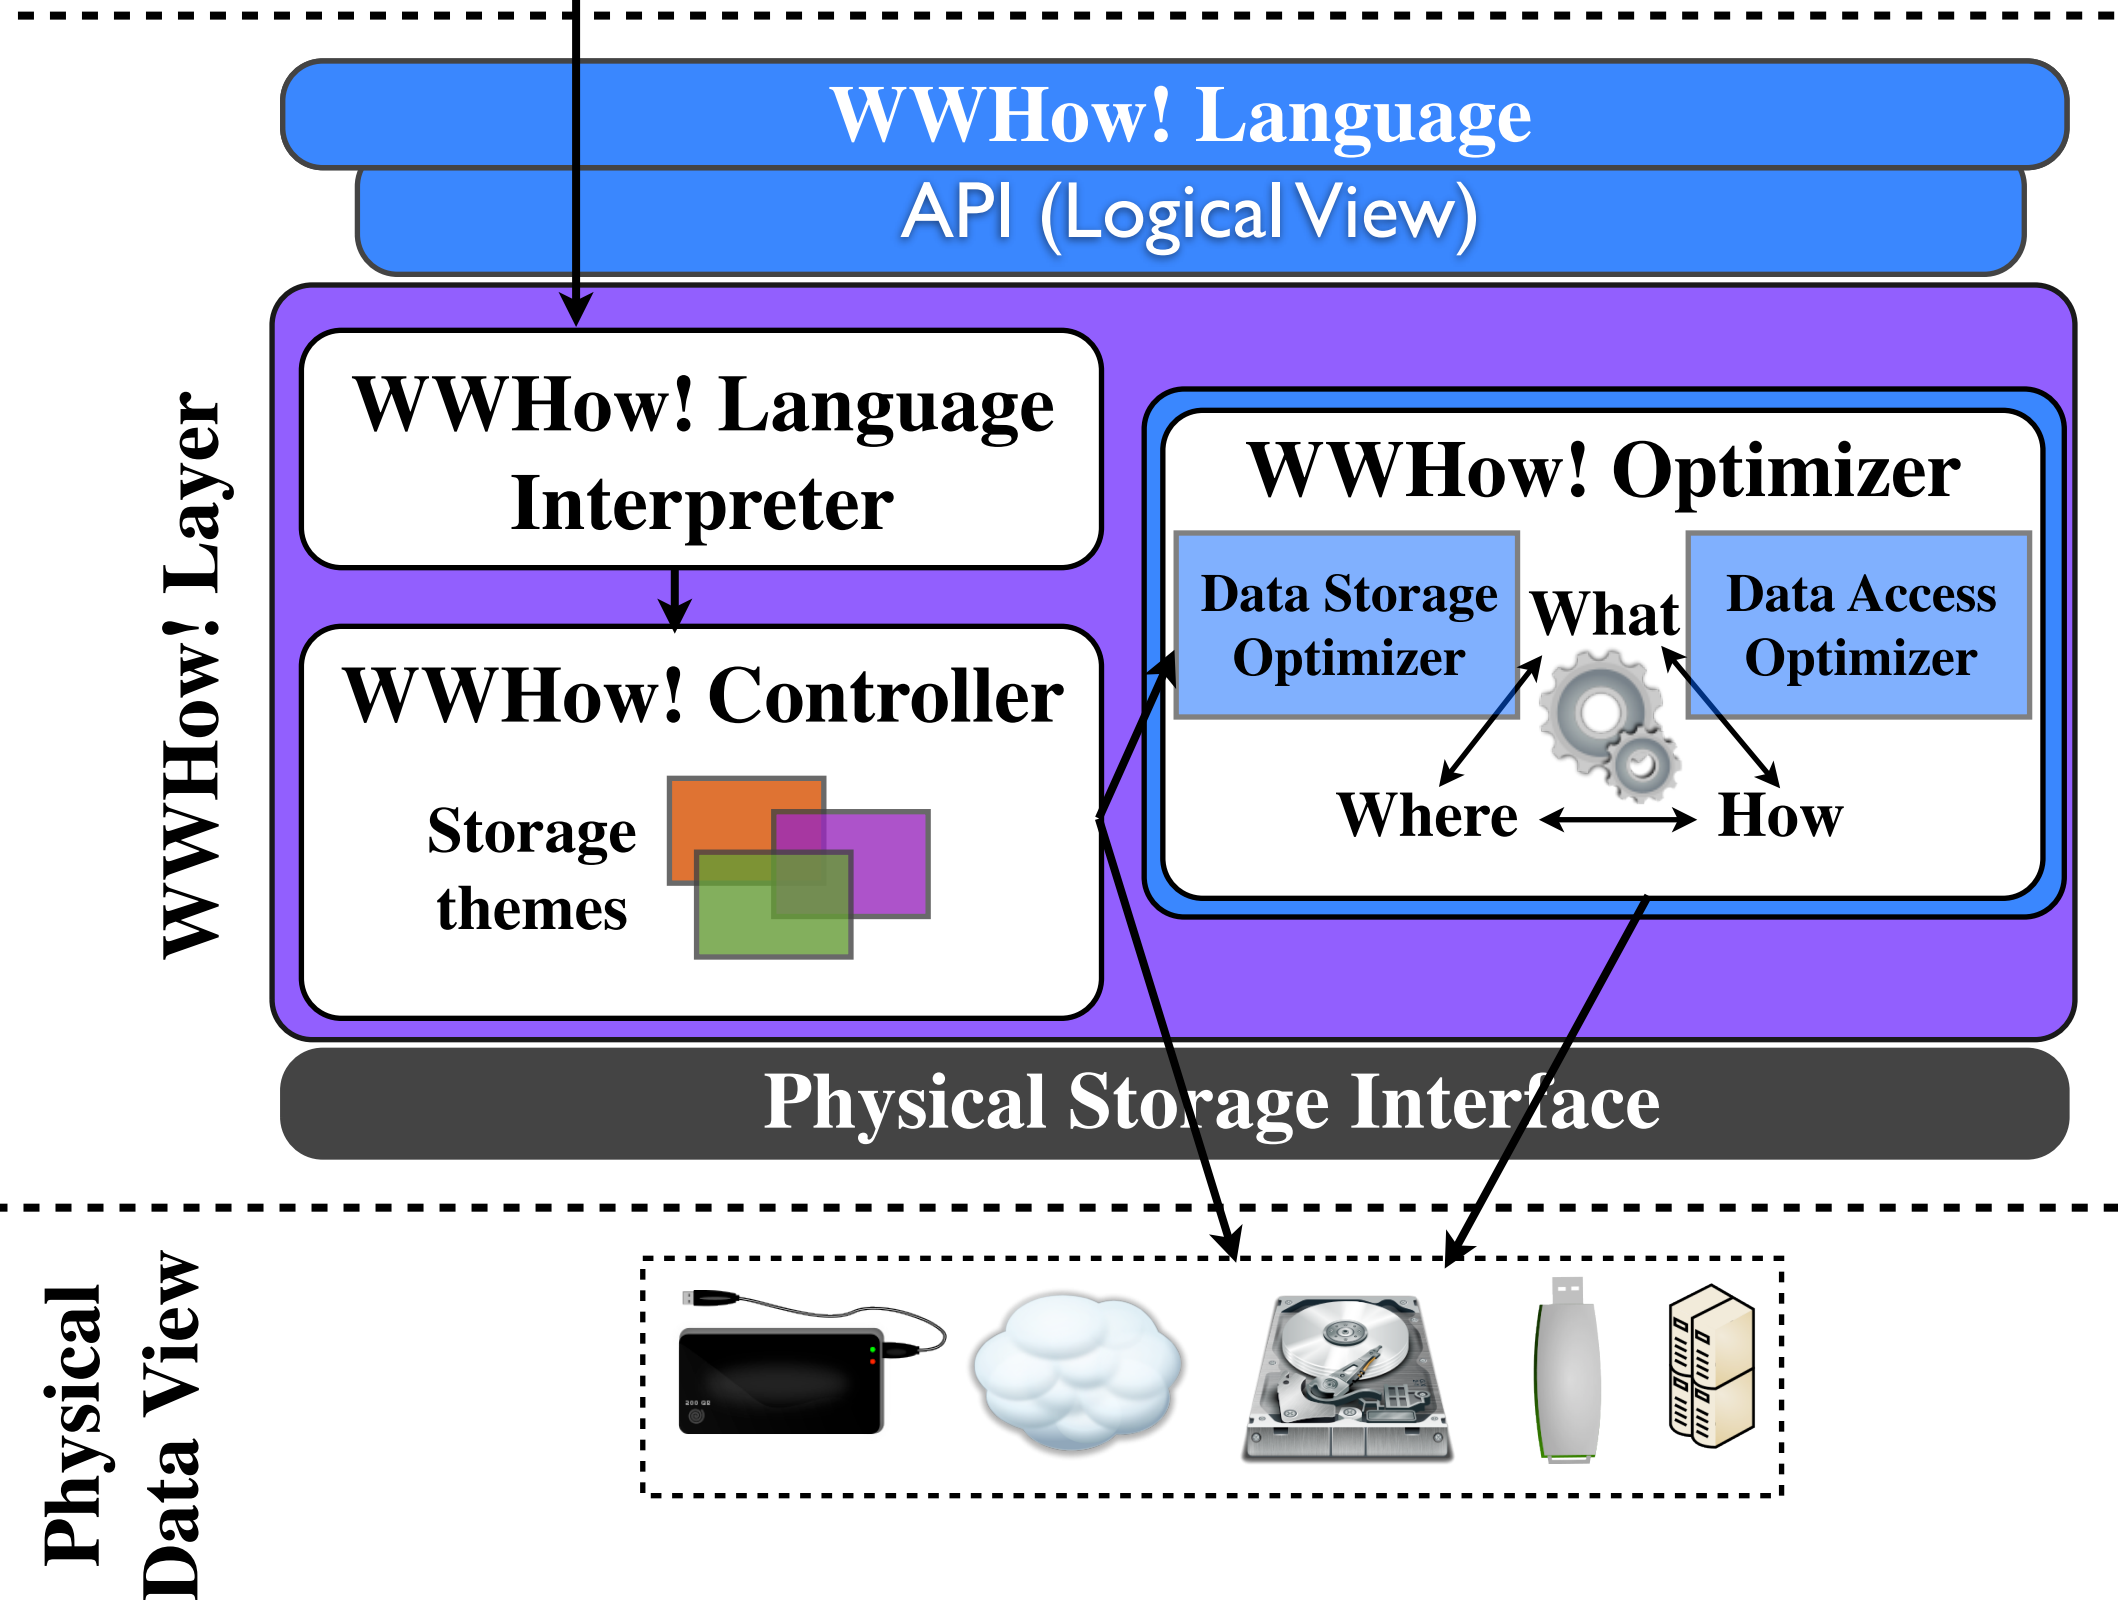 WWHow! Language
API (Logical View)
WWHow! Layer
WWHow! Language
Interpreter
WWHow! Optimizer
Data Storage
Optimizer
What
Data Access
Optimizer
Where
How
WWHow! Controller
Storage
themes
Physical Storage Interface
Physical
Data View